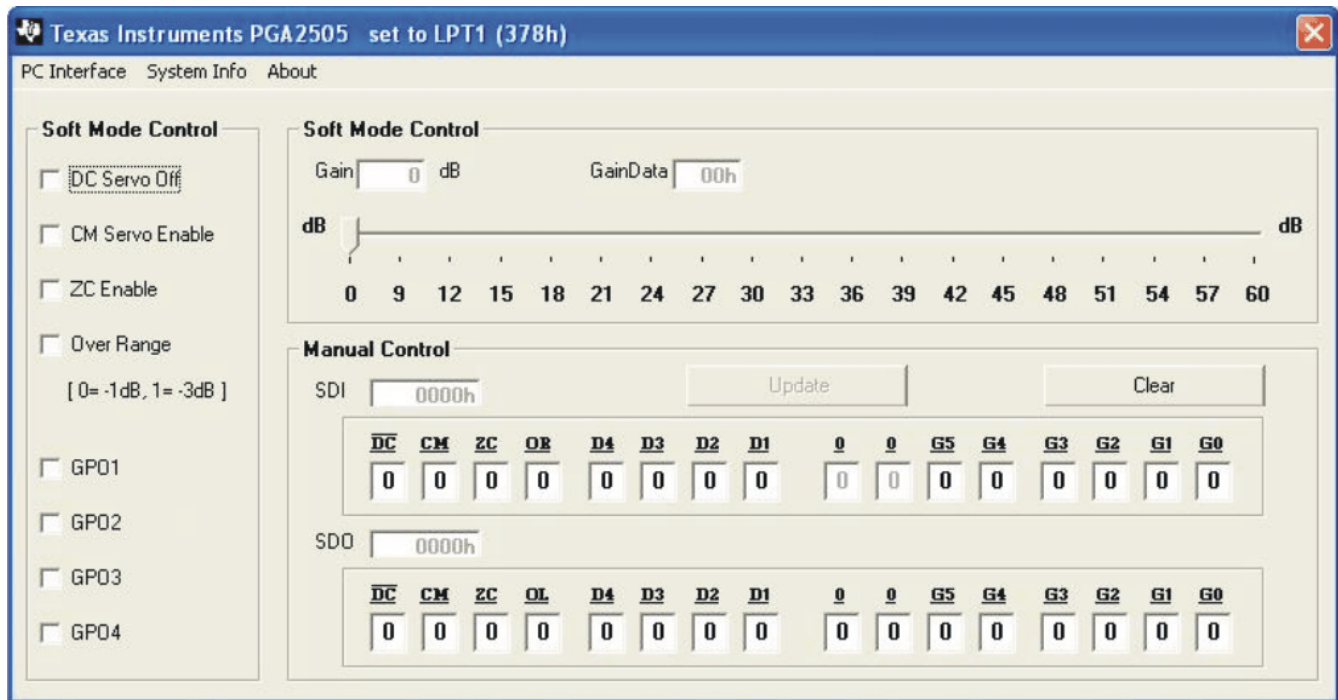 Texas Instruments PGA2505 set to LPT1 (378h)
PC Interface System Info About
Soft Mode Control
DC Servo Off
CM Servo Enable
ZC Enable
Over Range
[ 0= -1dB, 1= -3dB ]
GPO1
GPO2
GPO3
GPO4
Soft Mode Control
Gain 0 dB GainData 00h
dB dB
0 9 12 15 18 21 24 27 30 33 36 39 42 45 48 51 54 57 60
Manual Control
SDI 0000h Update Clear
DC CM ZC OR D4 D3 D2 D1 0 0 G5 G4 G3 G2 G1 G0
0 0 0 0 0 0 0 0 0 0 0 0 0 0 0 0
SDO 0000h
DC CM ZC OL D4 D3 D2 D1 0 0 G5 G4 G3 G2 G1 G0
0 0 0 0 0 0 0 0 0 0 0 0 0 0 0 0